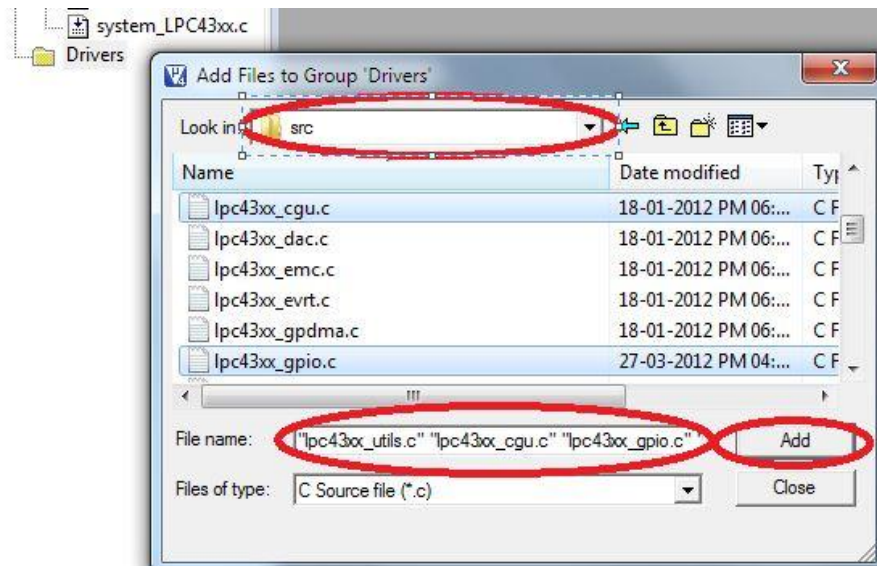 system_LPC43xx.c
Drivers
Add Files to Group 'Drivers'
Look in: src
Name Date modified Typ
lpc43xx_cgu.c 18-01-2012 PM 06:... C F
lpc43xx_dac.c 18-01-2012 PM 06:... C F
lpc43xx_emc.c 18-01-2012 PM 06:... C F
lpc43xx_evrt.c 18-01-2012 PM 06:... C F
lpc43xx_gpdma.c 18-01-2012 PM 06:... C F
lpc43xx_gpio.c 27-03-2012 PM 04:... C F
File name: "lpc43xx_utils.c" "lpc43xx_cgu.c" "lpc43xx_gpio.c" " Add
Files of type: C Source file (*.c) Close